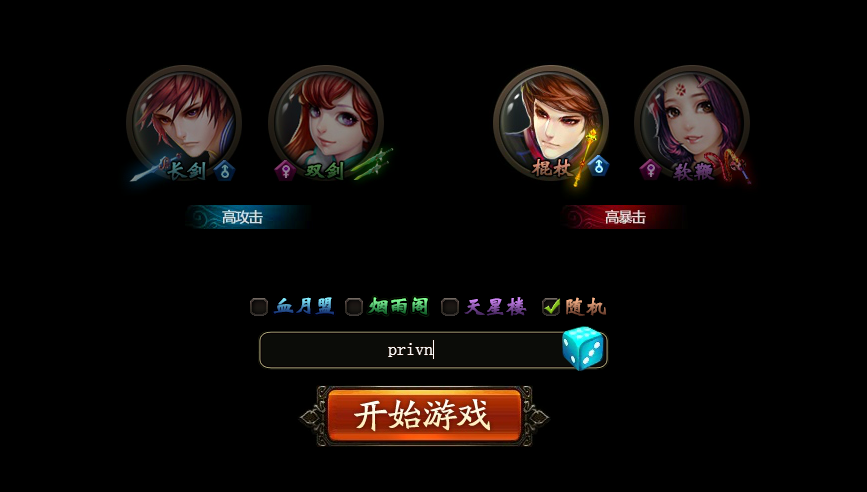 长剑 双剑 棍杖 软鞭
高攻击 高暴击
血月盟 烟雨阁 天星楼 随机
privn
开始游戏